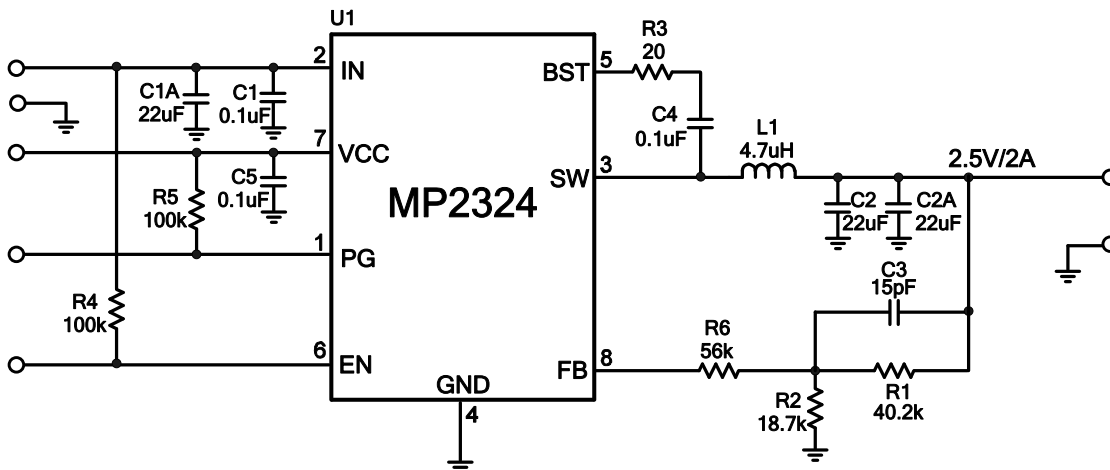 U1
2
IN
C1A
22uF
C1
0.1uF
7
VCC
R5
100k
C5
0.1uF
1
PG
R4
100k
6
EN
MP2324
GND
4
BST
5
R3
20
C4
0.1uF
SW
3
L1
4.7uH
2.5V/2A
C2
22uF
C2A
22uF
C3
15pF
FB
8
R6
56k
R2
18.7k
R1
40.2k